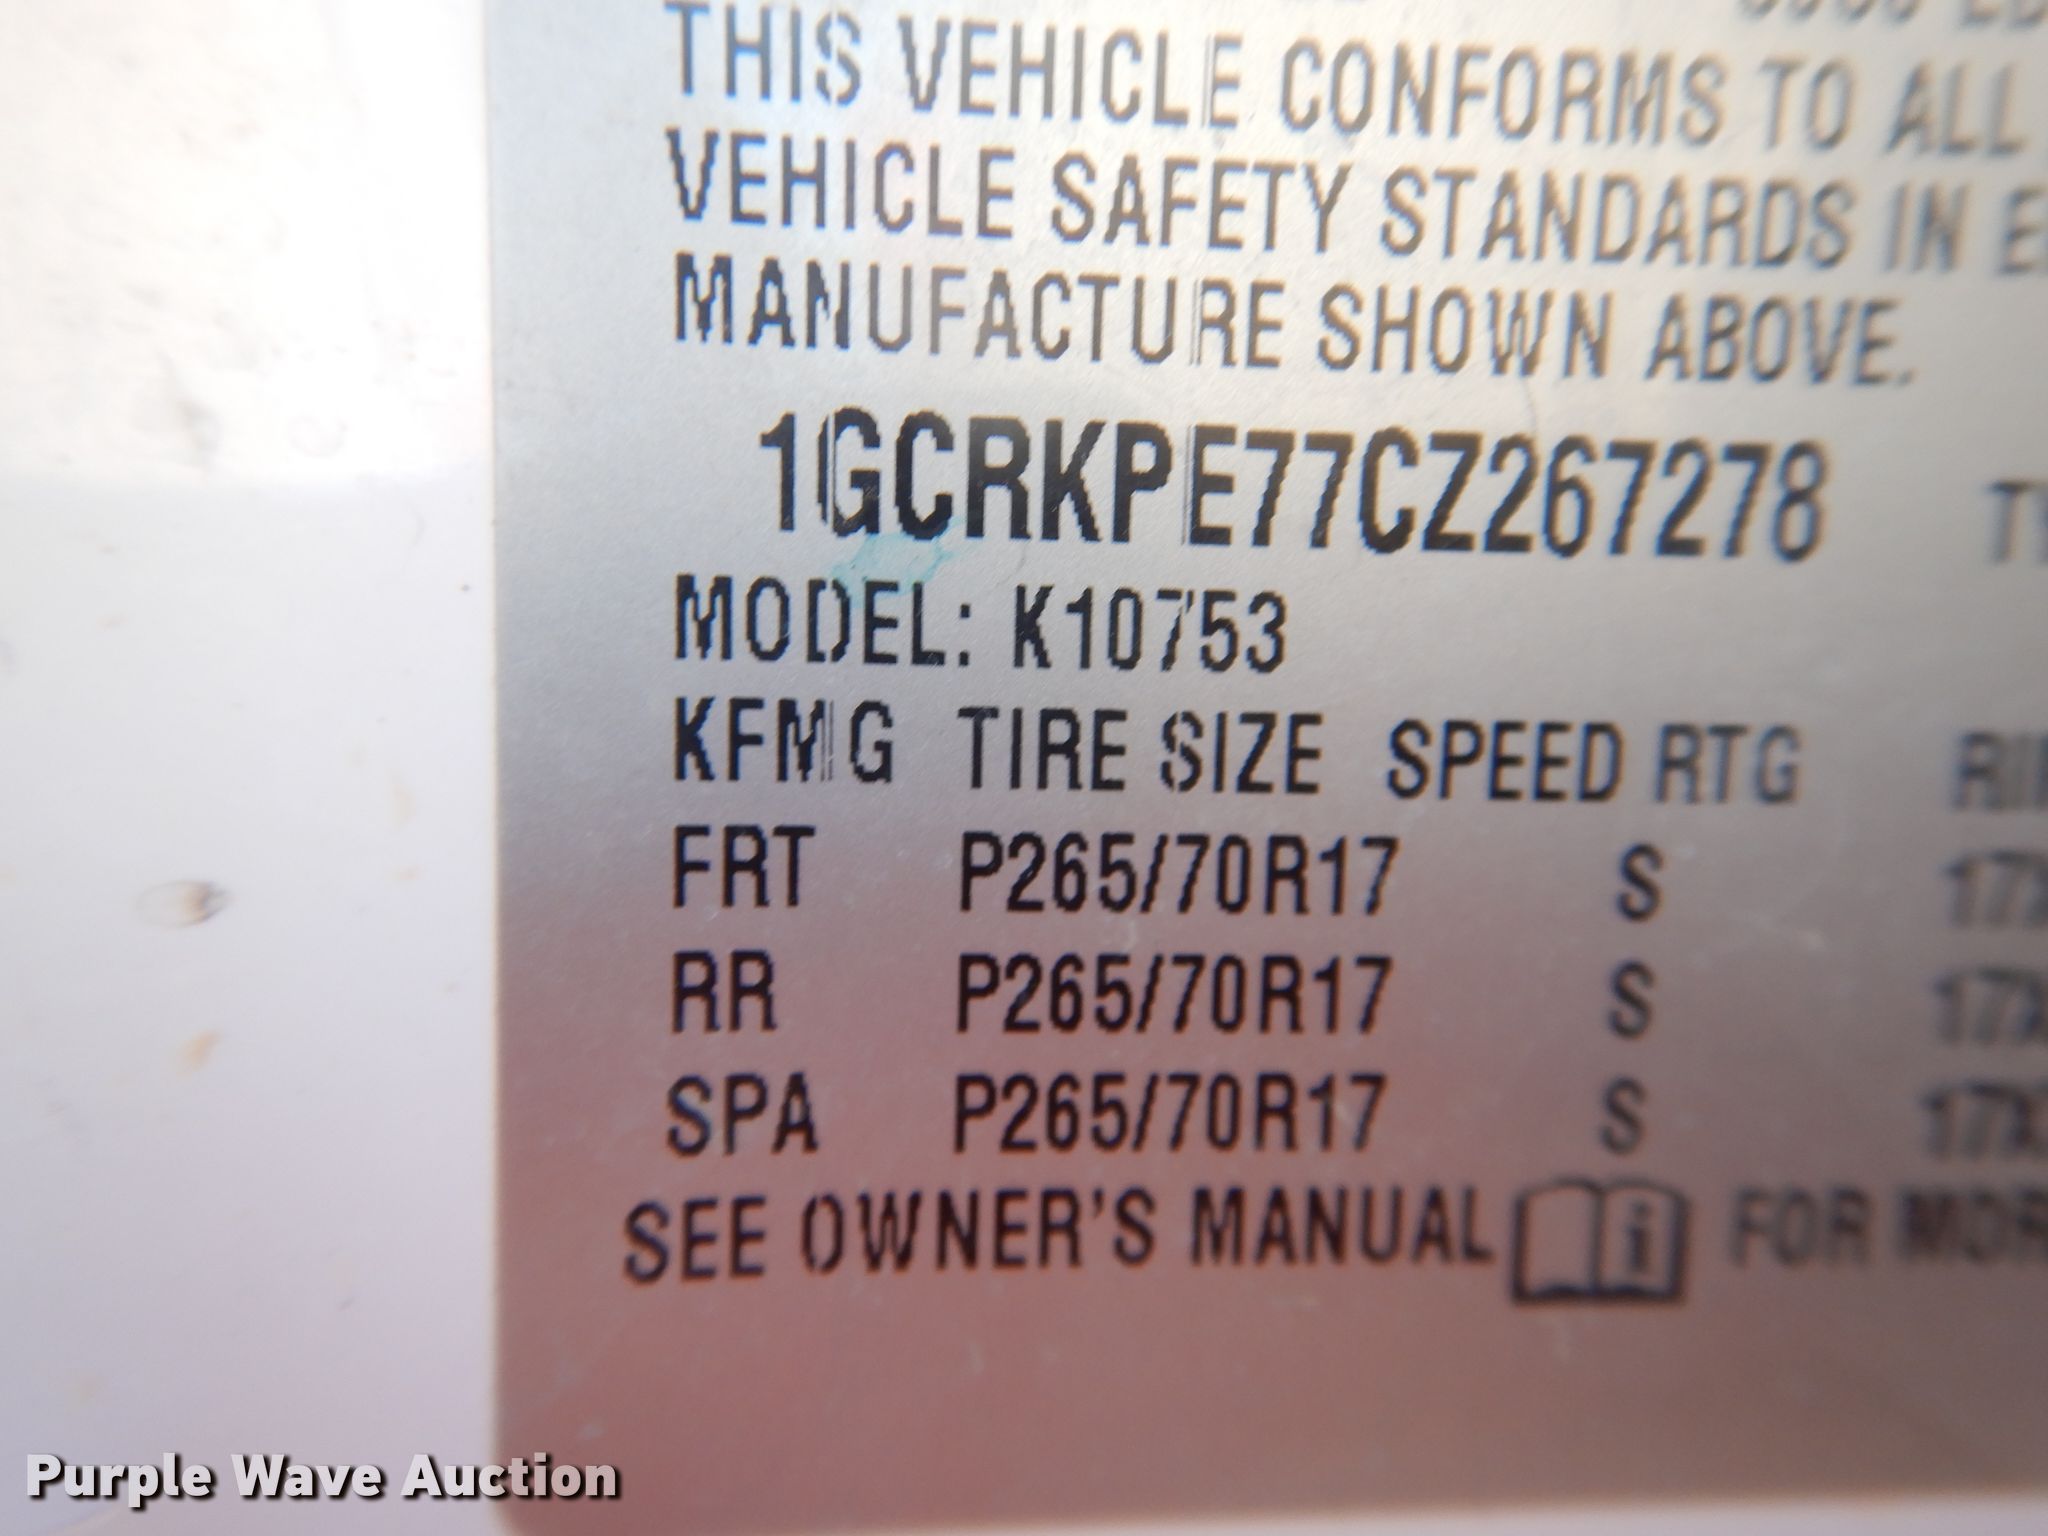 THIS VEHICLE CONFORMS TO ALL
VEHICLE SAFETY STANDARDS IN
MANUFACTURE SHOWN ABOVE.
1GCRKPE77CZ267278
MODEL: K10753
KFMG TIRE SIZE SPEED RTG
FRT P265/70R17 S
RR P265/70R17 S
SPA P265/70R17 S
SEE OWNER'S MANUAL FOR
Purple Wave Auction